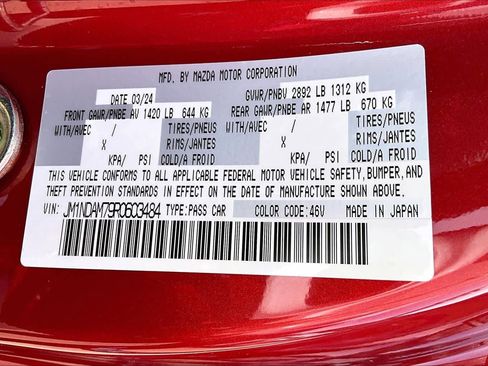 MFD. BY MAZDA MOTOR CORPORATION
DATE 03/24 GVWR/PNBV 2892 LB 1312 KG
FRONT GAWR/PNBE AV 1420 LB 644 KG REAR GAWR/PNBE AR 1477 LB 670 KG
WITH/AVEC / TIRES/PNEUS WITH/AVEC / TIRES/PNEUS
X RIMS/JANTES X RIMS/JANTES
KPA/ PSI COLD/A FROID KPA/ PSI COLD/A FROID
THIS VEHICLE CONFORMS TO ALL APPLICABLE FEDERAL MOTOR VEHICLE SAFETY,BUMPER,AND
THEFT PREVENTION STANDARDS IN EFFECT ON THE DATE OF MANUFACTURE SHOWN ABOVE.
VIN: JM1NDAM79R0603484 TYPE:PASS CAR COLOR CODE:46V MADE IN JAPAN